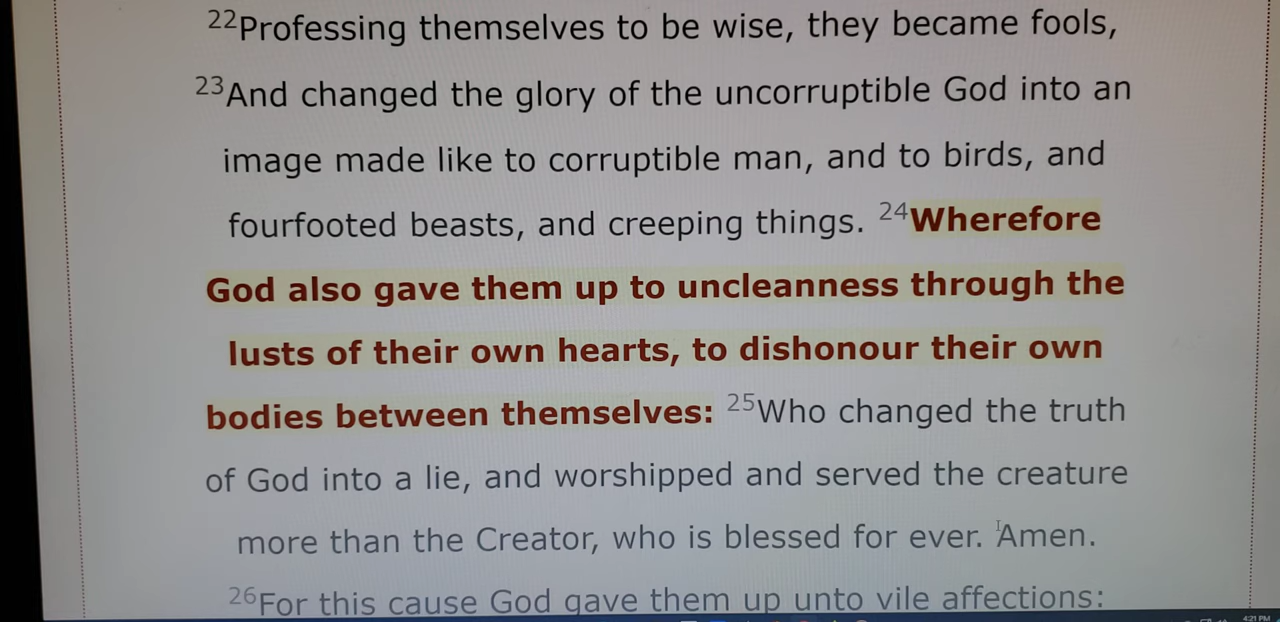 22Professing themselves to be wise, they became fools,
23And changed the glory of the uncorruptible God into an
image made like to corruptible man, and to birds, and
fourfooted beasts, and creeping things. 24Wherefore
God also gave them up to uncleanness through the
lusts of their own hearts, to dishonour their own
bodies between themselves: 25Who changed the truth
of God into a lie, and worshipped and served the creature
more than the Creator, who is blessed for ever. Amen.
26For this cause God gave them up unto vile affections:
4:21 PM